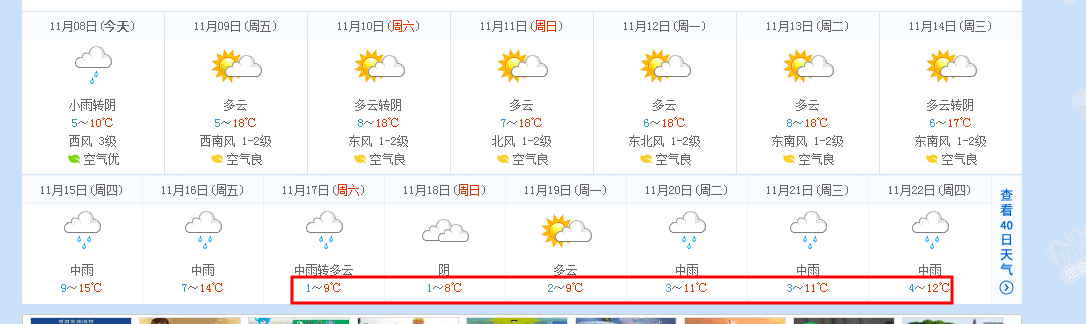 11月08日(今天) 11月09日(周五) 11月10日(周六) 11月11日(周日) 11月12日(周一) 11月13日(周二) 11月14日(周三)
小雨转阴 多云 多云转阴 多云 多云 多云 多云转阴
5～10℃ 5～18℃ 8～18℃ 7～18℃ 6～18℃ 8～18℃ 6～17℃
西风 3级 西南风 1-2级 东风 1-2级 北风 1-2级 东北风 1-2级 东南风 1-2级 东南风 1-2级
空气优 空气良 空气良 空气良 空气良 空气良 空气良
11月15日(周四) 11月16日(周五) 11月17日(周六) 11月18日(周日) 11月19日(周一) 11月20日(周二) 11月21日(周三) 11月22日(周四)
中雨 中雨 中雨转多云 阴 多云 中雨 中雨 中雨
9～15℃ 7～14℃ 1～9℃ 1～8℃ 2～9℃ 3～11℃ 3～11℃ 4～12℃
查看40日天气